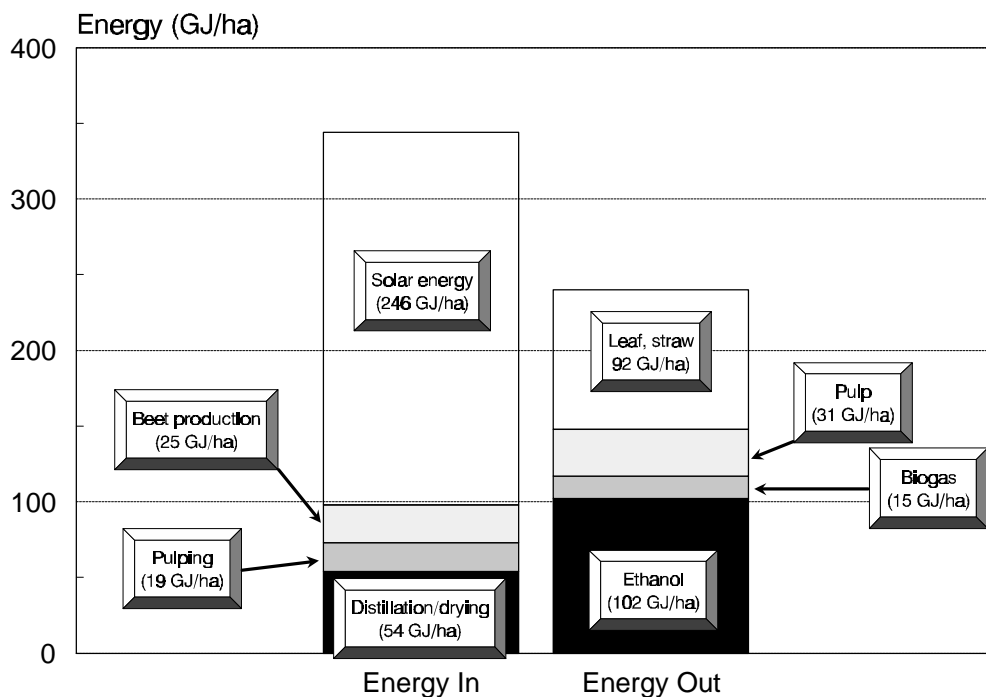 Energy (GJ/ha)
400
300
200
100
0
Solar energy
(246 GJ/ha)
Beet production
(25 GJ/ha)
Pulping
(19 GJ/ha)
Distillation/drying
(54 GJ/ha)
Leaf, straw
92 GJ/ha)
Pulp
(31 GJ/ha)
Biogas
(15 GJ/ha)
Ethanol
(102 GJ/ha)
Energy In
Energy Out